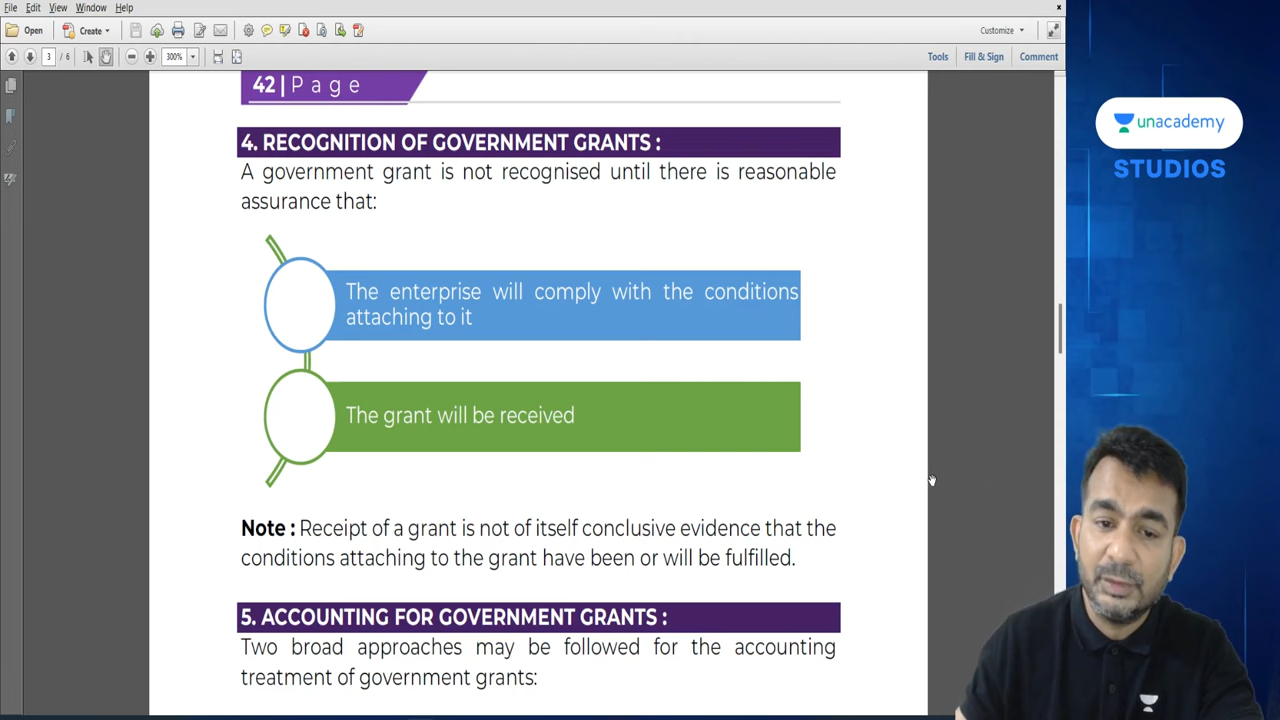 File Edit View Window Help x
Open Create Customize
3 / 6 300% Tools Fill & Sign Comment
42 | P a g e
4. RECOGNITION OF GOVERNMENT GRANTS :
A government grant is not recognised until there is reasonable
assurance that:
The enterprise will comply with the conditions
attaching to it
The grant will be received
Note : Receipt of a grant is not of itself conclusive evidence that the
conditions attaching to the grant have been or will be fulfilled.
5. ACCOUNTING FOR GOVERNMENT GRANTS :
Two broad approaches may be followed for the accounting
treatment of government grants:
unacademy
STUDIOS